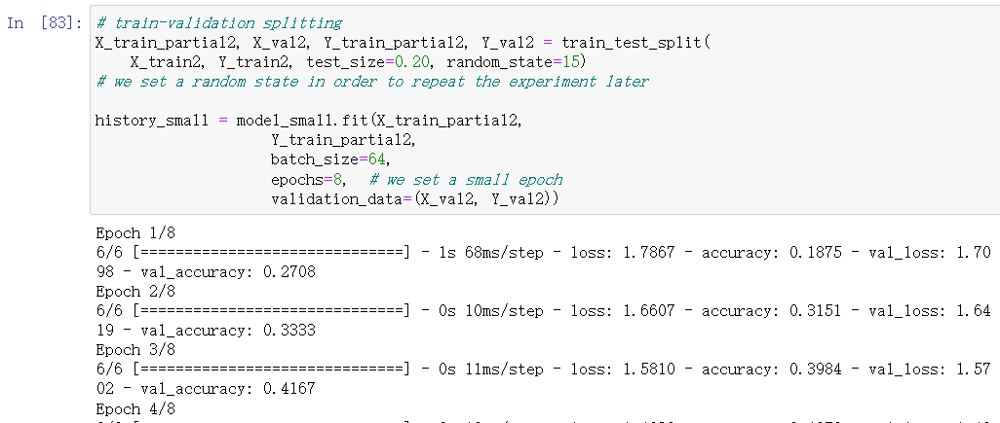 In [83]: # train-validation splitting
X_train_partial2, X_val2, Y_train_partial2, Y_val2 = train_test_split(
    X_train2, Y_train2, test_size=0.20, random_state=15)
# we set a random state in order to repeat the experiment later
history_small = model_small.fit(X_train_partial2,
                    Y_train_partial2,
                    batch_size=64,
                    epochs=8,   # we set a small epoch
                    validation_data=(X_val2, Y_val2))
Epoch 1/8
6/6 [==============================] - 1s 68ms/step - loss: 1.7867 - accuracy: 0.1875 - val_loss: 1.70
98 - val_accuracy: 0.2708
Epoch 2/8
6/6 [==============================] - 0s 10ms/step - loss: 1.6607 - accuracy: 0.3151 - val_loss: 1.64
19 - val_accuracy: 0.3333
Epoch 3/8
6/6 [==============================] - 0s 11ms/step - loss: 1.5810 - accuracy: 0.3984 - val_loss: 1.57
02 - val_accuracy: 0.4167
Epoch 4/8